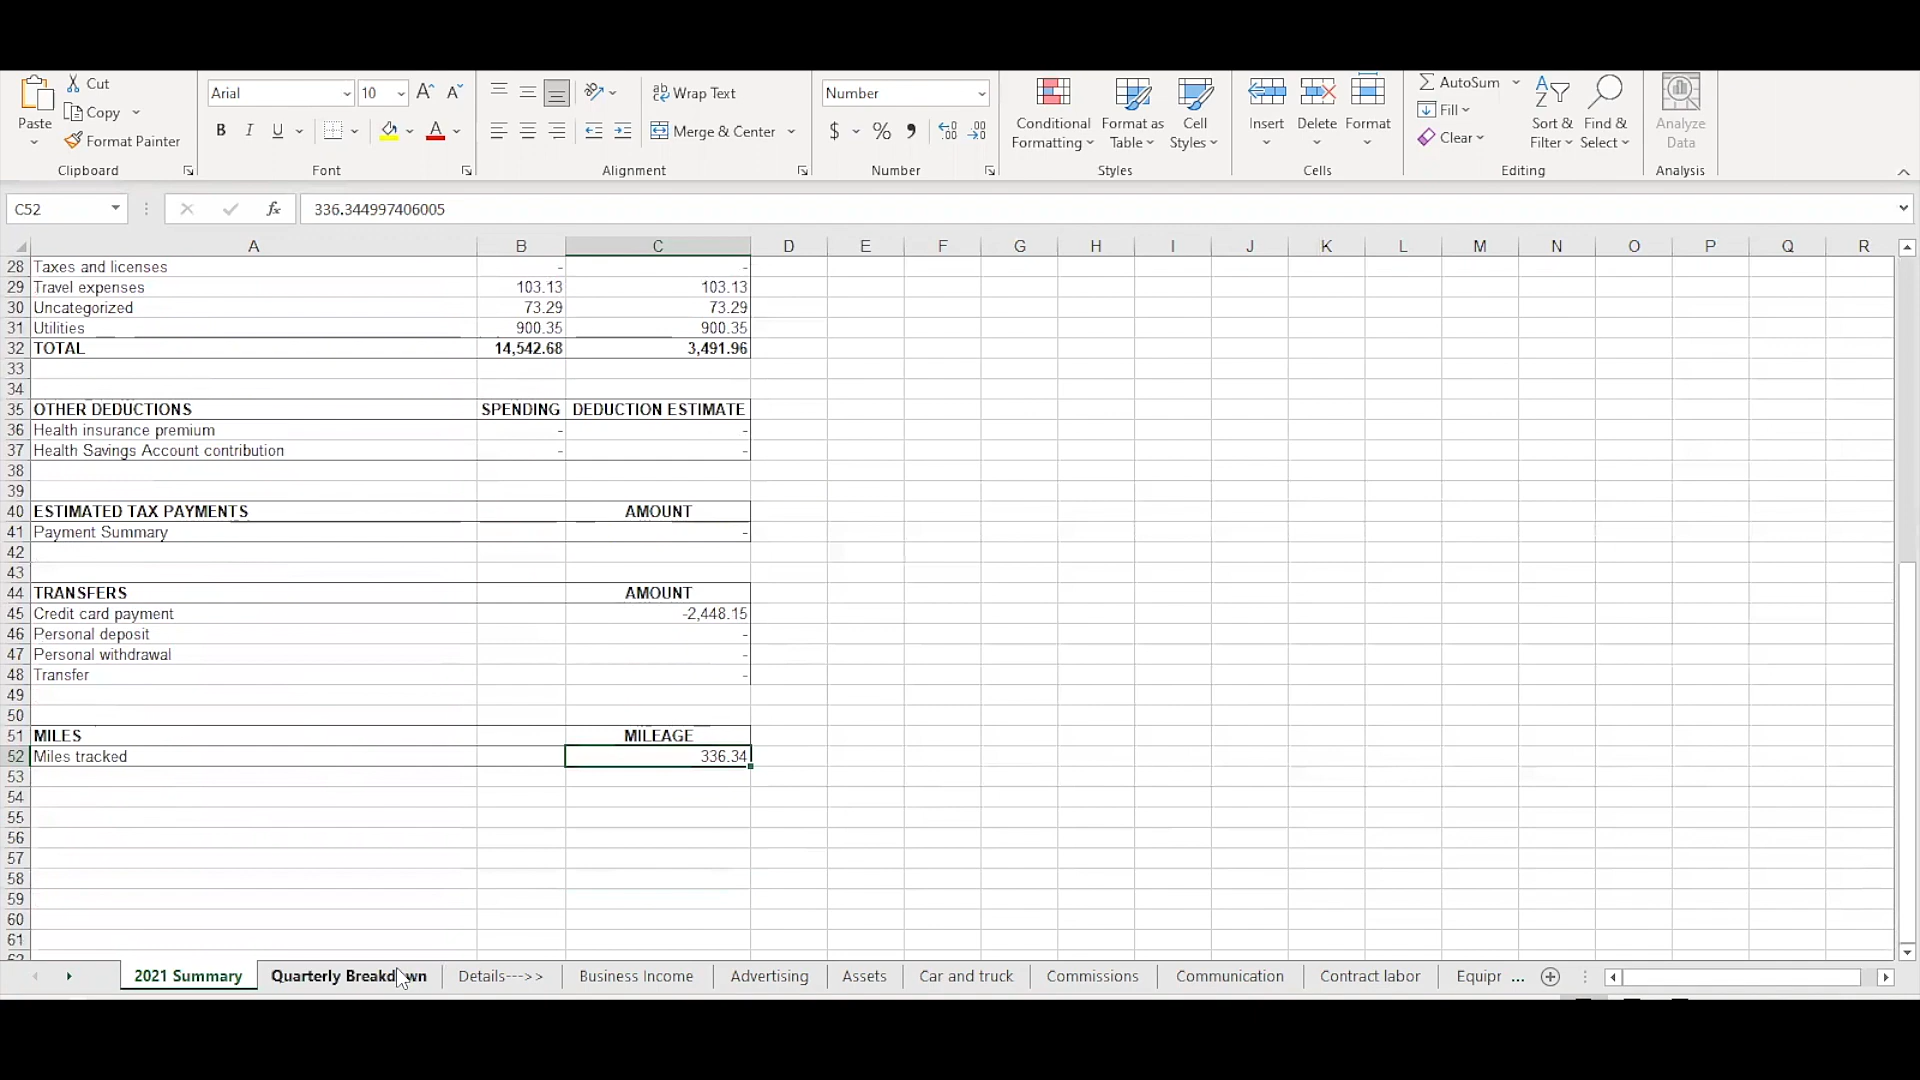 Cut
Copy
Paste
Format Painter
Clipboard
Arial
10
B I U
A
Font
Wrap Text
Merge & Center
Alignment
Number
$ % 9
Number
Conditional
Formatting
Format as
Table
Cell
Styles
Styles
Insert
Delete
Format
Cells
AutoSum
Fill
Clear
Sort &
Filter
Find &
Select
Editing
Analyze
Data
Analysis
C52
fx
336.344997406005
A B C D E F G H I J K L M N O P Q R
28 Taxes and licenses - -
29 Travel expenses 103.13 103.13
30 Uncategorized 73.29 73.29
31 Utilities 900.35 900.35
32 TOTAL 14,542.68 3,491.96
33
34
35 OTHER DEDUCTIONS SPENDING DEDUCTION ESTIMATE
36 Health insurance premium - -
37 Health Savings Account contribution - -
38
39
40 ESTIMATED TAX PAYMENTS AMOUNT
41 Payment Summary -
42
43
44 TRANSFERS AMOUNT
45 Credit card payment -2,448.15
46 Personal deposit -
47 Personal withdrawal -
48 Transfer -
49
50
51 MILES MILEAGE
52 Miles tracked 336.34
53
54
55
56
57
58
59
60
61
2021 Summary Quarterly Breakdown Details--->> Business Income Advertising Assets Car and truck Commissions Communication Contract labor Equipr ...